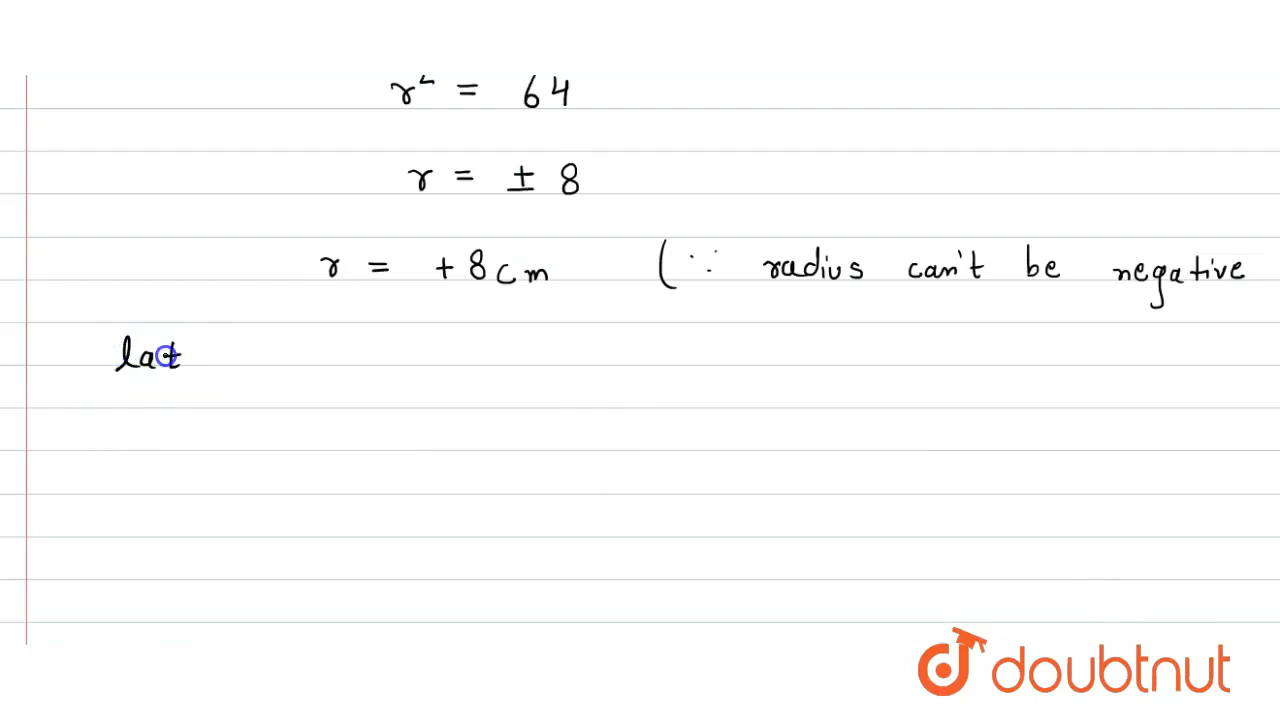 r² = 64
r = ± 8
r = + 8 cm (∵ radius can't be negative
lat
doubtnut